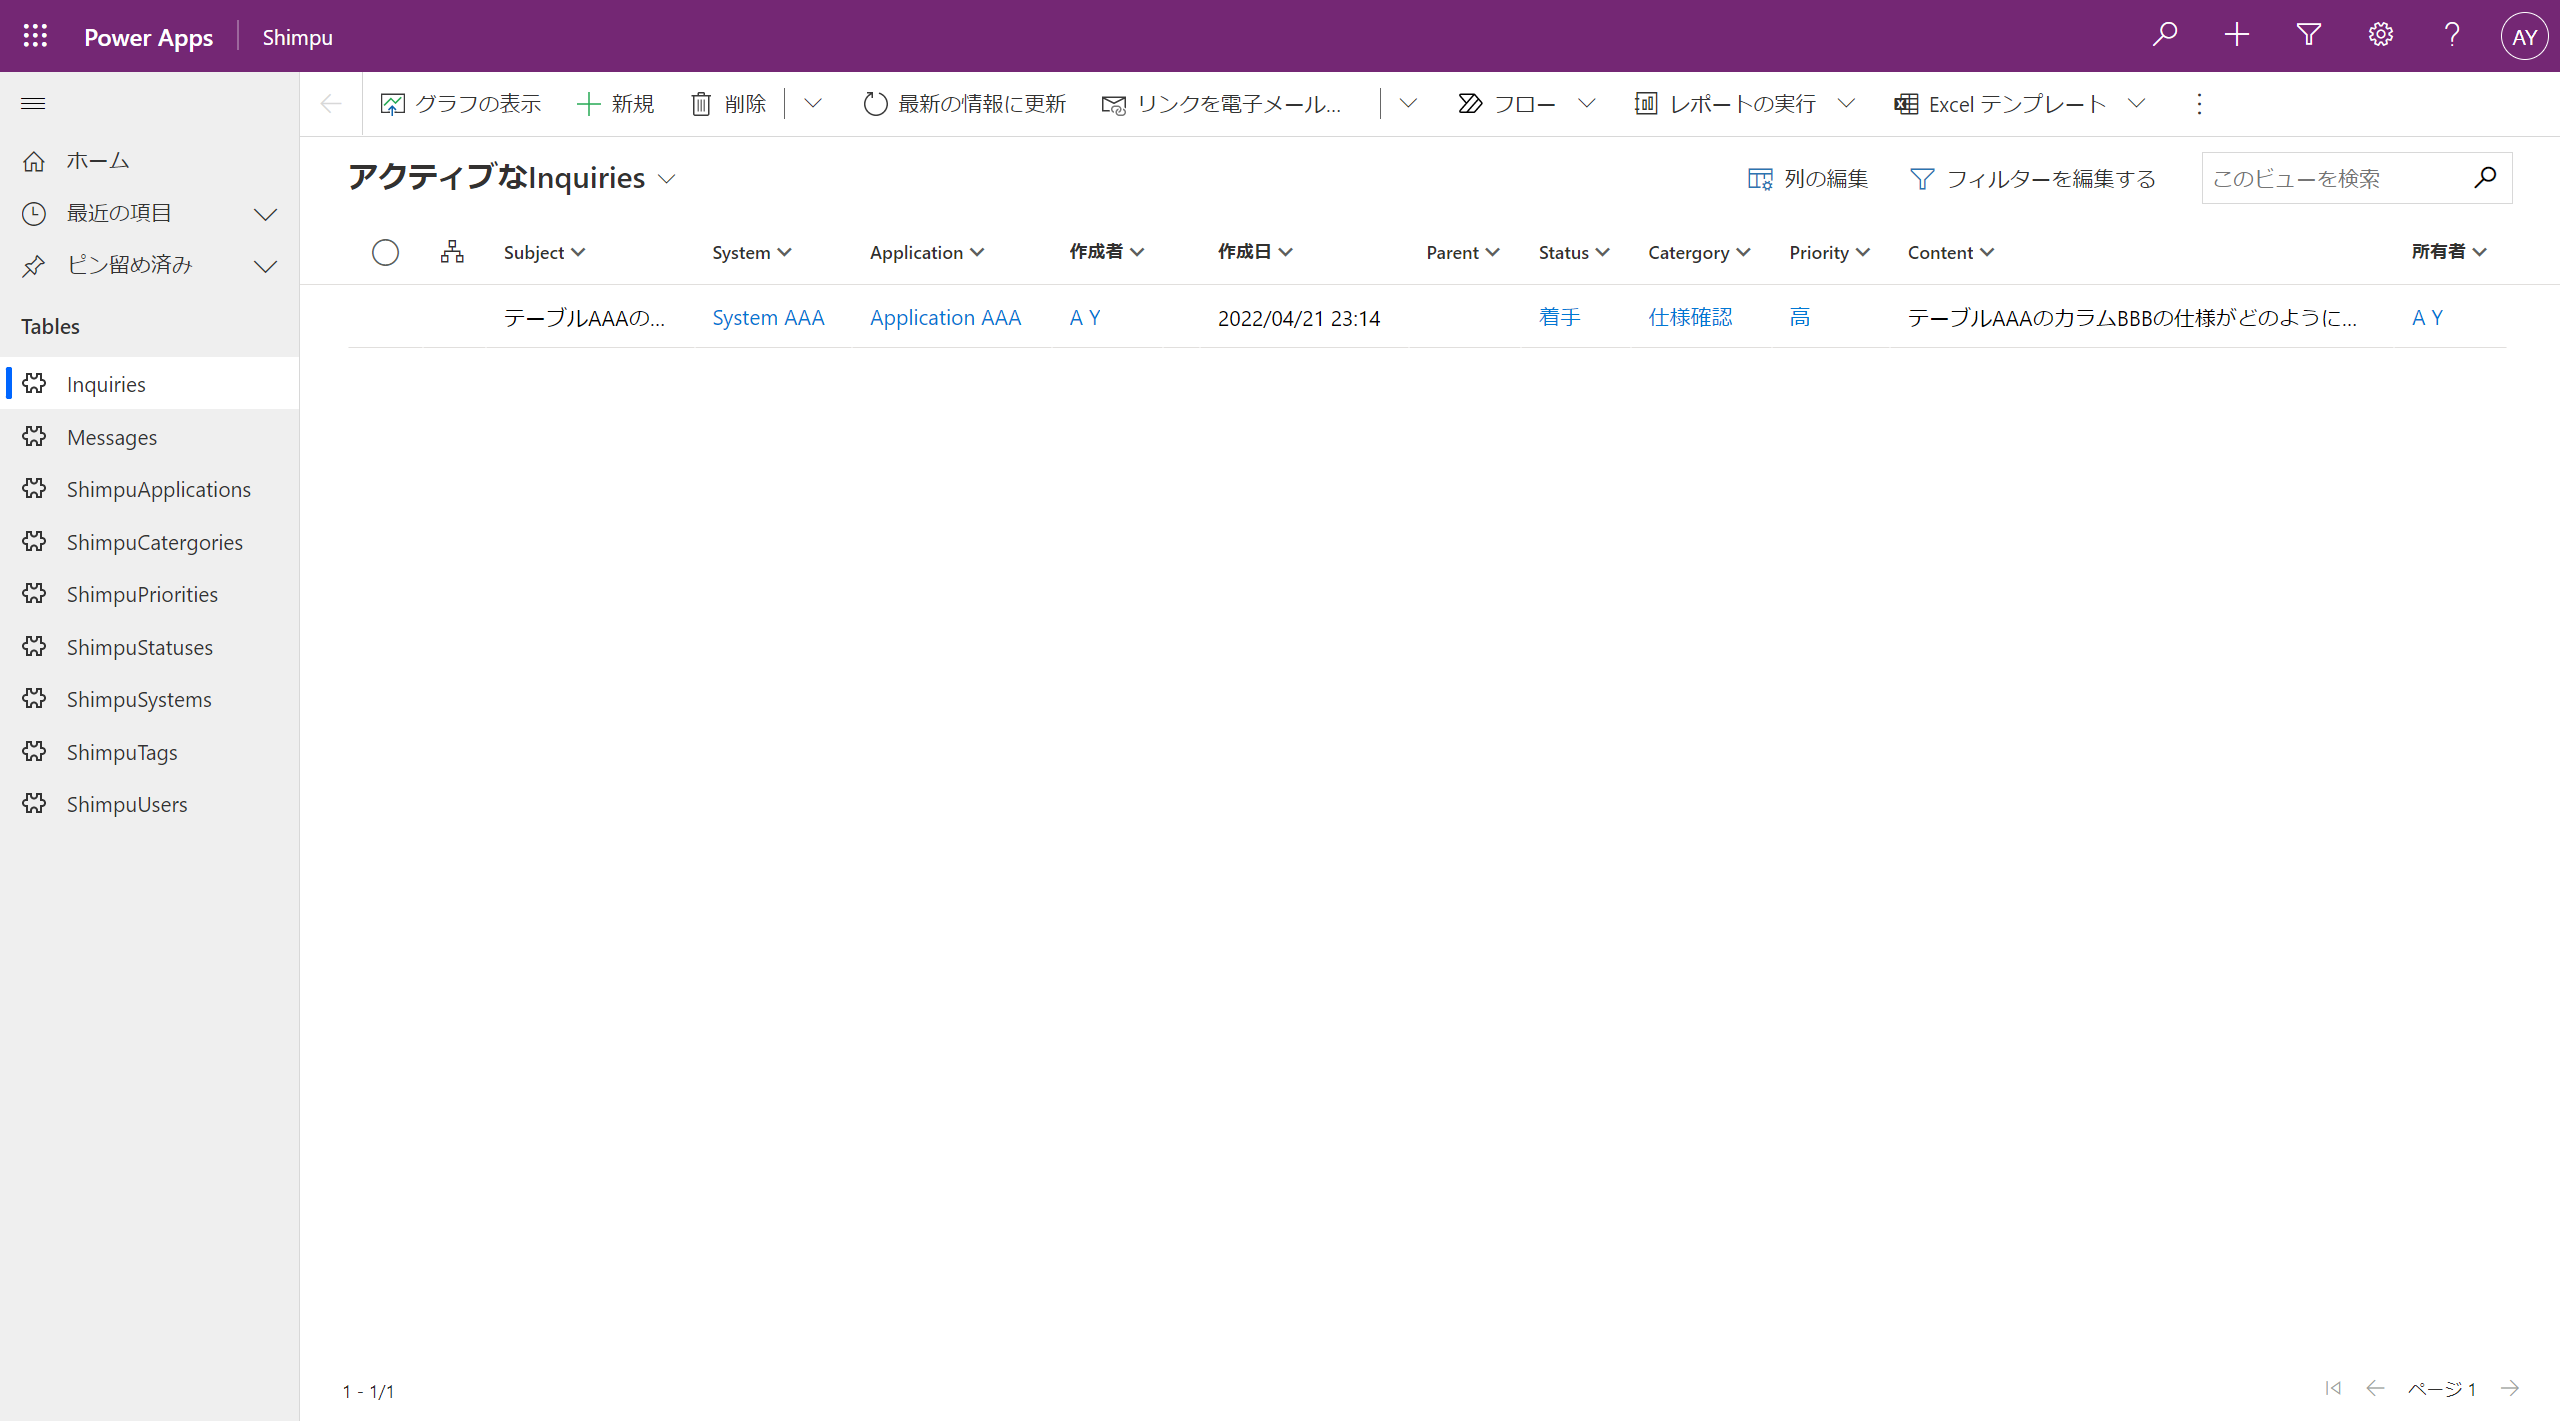 Power Apps Shimpu AY
グラフの表示 新規 削除 最新の情報に更新 リンクを電子メール... フロー レポートの実行 Excel テンプレート
ホーム
最近の項目
ピン留め済み
Tables
Inquiries
Messages
ShimpuApplications
ShimpuCatergories
ShimpuPriorities
ShimpuStatuses
ShimpuSystems
ShimpuTags
ShimpuUsers
アクティブなInquiries 列の編集 フィルターを編集する このビューを検索
Subject System Application 作成者 作成日 Parent Status Catergory Priority Content 所有者
テーブルAAAの... System AAA Application AAA A Y 2022/04/21 23:14 着手 仕様確認 高 テーブルAAAのカラムBBBの仕様がどのように... A Y
1 - 1/1 ページ 1